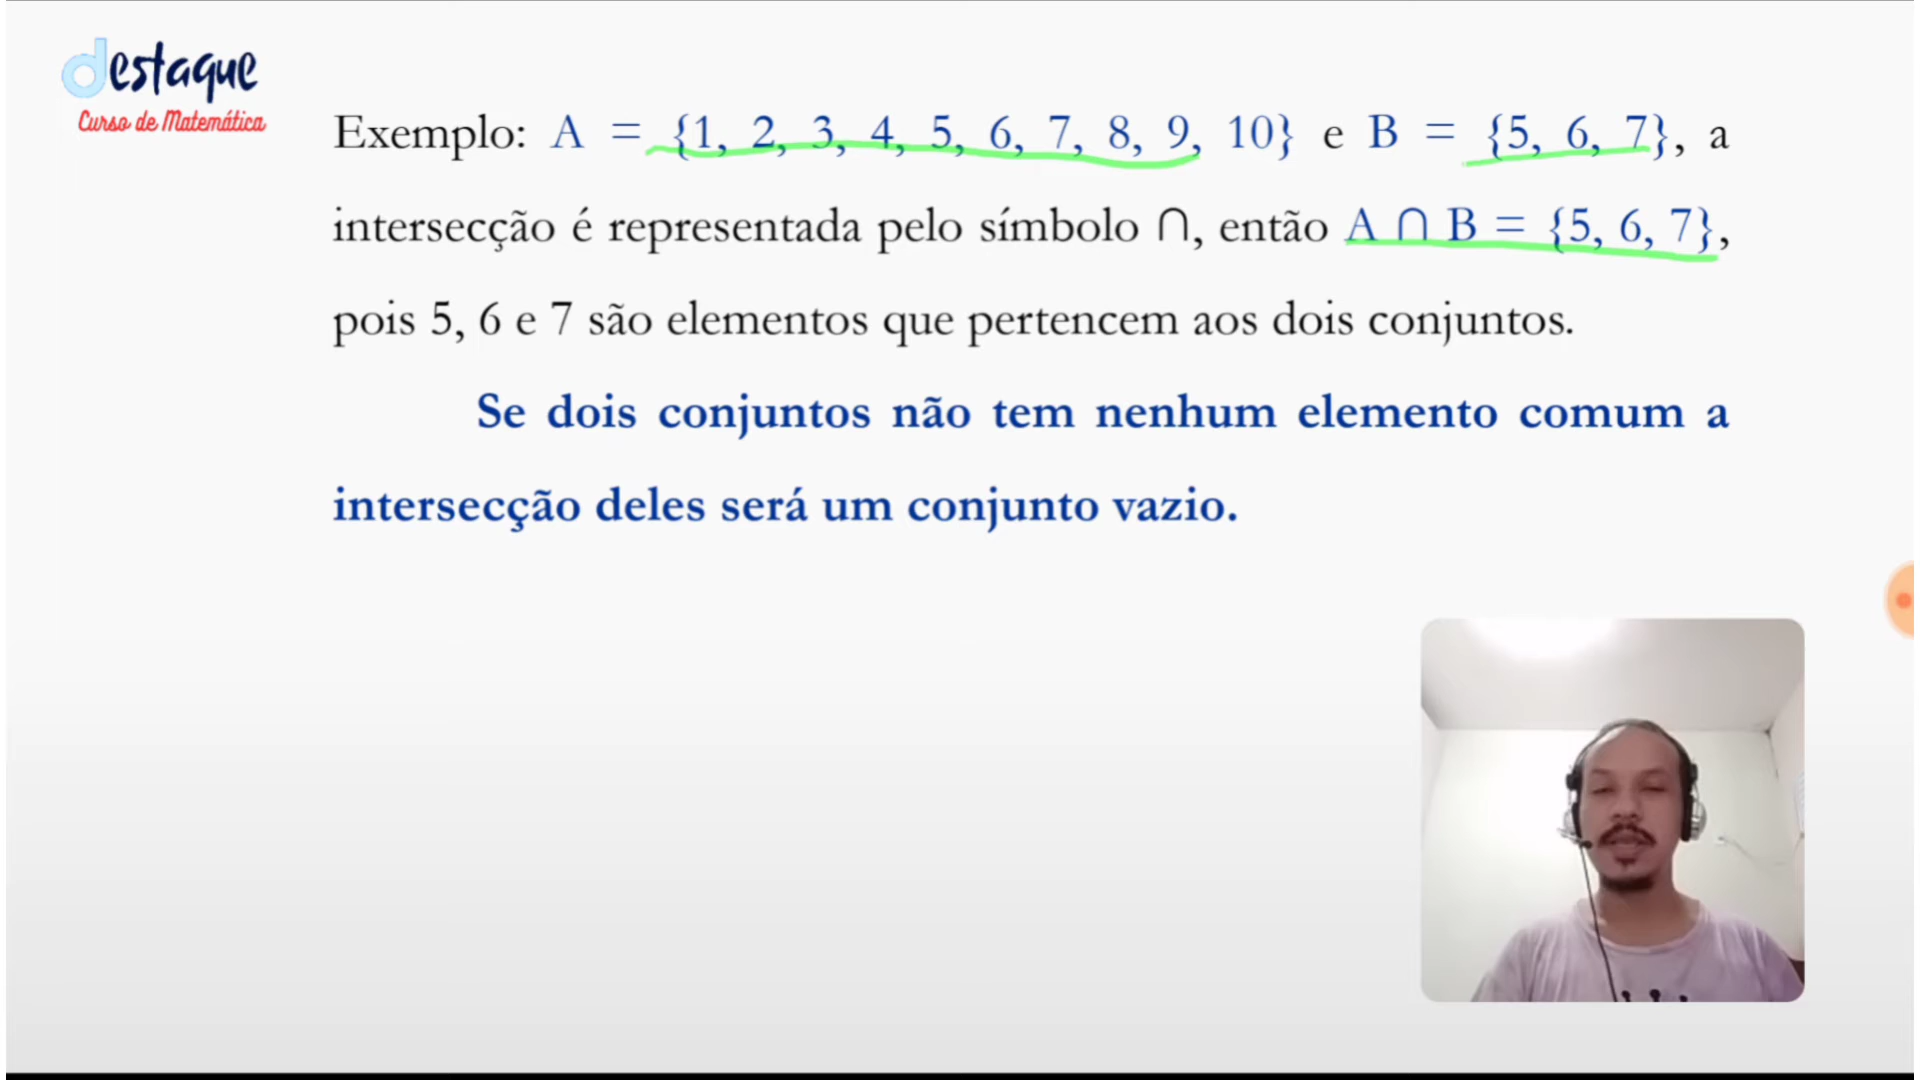 destaque
Curso de Matemática
Exemplo: A = {1, 2, 3, 4, 5, 6, 7, 8, 9, 10} e B = {5, 6, 7}, a
intersecção é representada pelo símbolo ∩, então A ∩ B = {5, 6, 7},
pois 5, 6 e 7 são elementos que pertencem aos dois conjuntos.
Se dois conjuntos não tem nenhum elemento comum a
intersecção deles será um conjunto vazio.